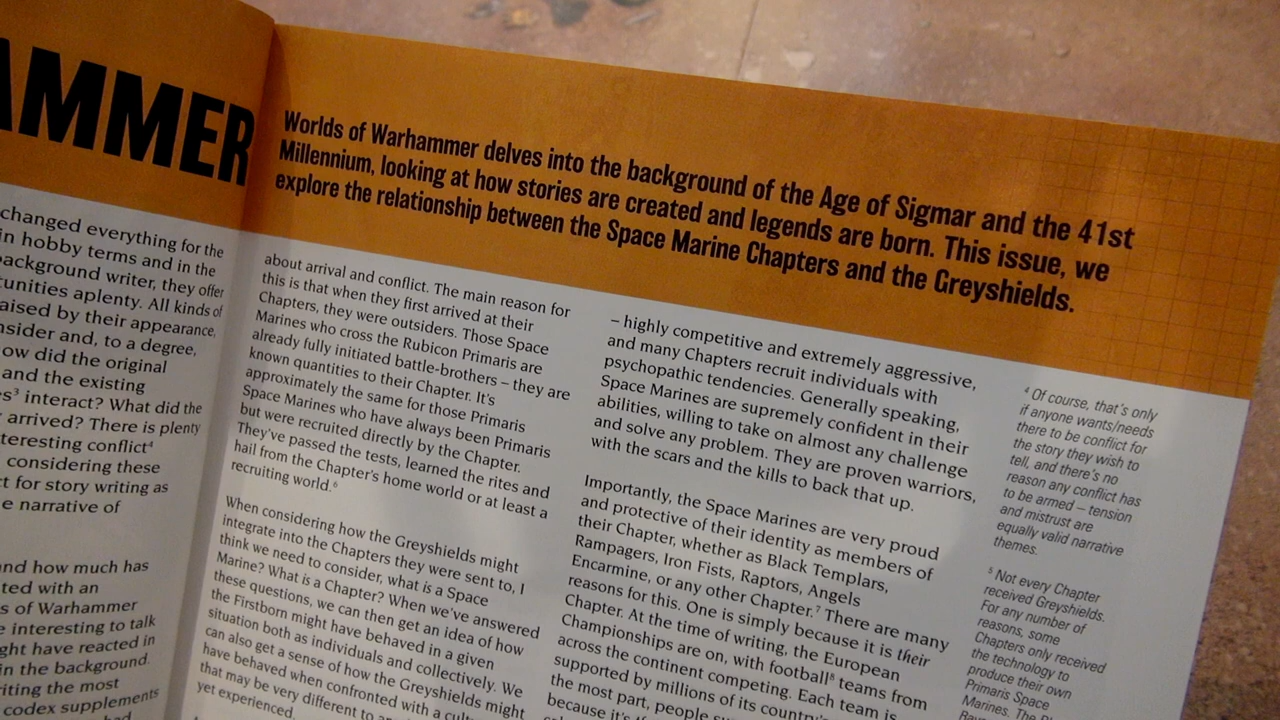 AMMER
changed everything for the
in hobby terms and in the
background writer, they offer
tunities aplenty. All kinds of
aised by their appearance,
nsider and, to a degree,
ow did the original
and the existing
es³ interact? What did the
arrived? There is plenty
teresting conflict⁴
considering these
ct for story writing as
e narrative of
and how much has
ted with an
s of Warhammer
e interesting to talk
ght have reacted in
in the background.
riting the most
codex supplements
had
Worlds of Warhammer delves into the background of the Age of Sigmar and the 41st
Millennium, looking at how stories are created and legends are born. This issue, we
explore the relationship between the Space Marine Chapters and the Greyshields.
about arrival and conflict. The main reason for
this is that when they first arrived at their
Chapters, they were outsiders. Those Space
Marines who cross the Rubicon Primaris are
already fully initiated battle-brothers – they are
known quantities to their Chapter. It's
approximately the same for those Primaris
Space Marines who have always been Primaris
but were recruited directly by the Chapter.
They've passed the tests, learned the rites and
hail from the Chapter's home world or at least a
recruiting world.⁶
When considering how the Greyshields might
integrate into the Chapters they were sent to, I
think we need to consider, what is a Space
Marine? What is a Chapter? When we've answered
these questions, we can then get an idea of how
the Firstborn might have behaved in a given
situation both as individuals and collectively. We
can also get a sense of how the Greyshields might
have behaved when confronted with a
that may be very different to
yet experienced.
– highly competitive and extremely aggressive,
and many Chapters recruit individuals with
psychopathic tendencies. Generally speaking,
Space Marines are supremely confident in their
abilities, willing to take on almost any challenge
and solve any problem. They are proven warriors,
with the scars and the kills to back that up.
Importantly, the Space Marines are very proud
and protective of their identity as members of
their Chapter, whether as Black Templars,
Rampagers, Iron Fists, Raptors, Angels
Encarmine, or any other Chapter.⁷ There are many
reasons for this. One is simply because it is their
Chapter. At the time of writing, the European
Championships are on, with football⁸ teams from
across the continent competing. Each team is
supported by millions of its country's
the most part, people
because it's
⁴ Of course, that's only
if anyone wants/needs
there to be conflict for
the story they wish to
tell, and there's no
reason any conflict has
to be armed – tension
and mistrust are
equally valid narrative
themes.
⁵ Not every Chapter
received Greyshields.
For any number of
reasons, some
Chapters only received
the technology to
produce their own
Primaris Space
Marines. The